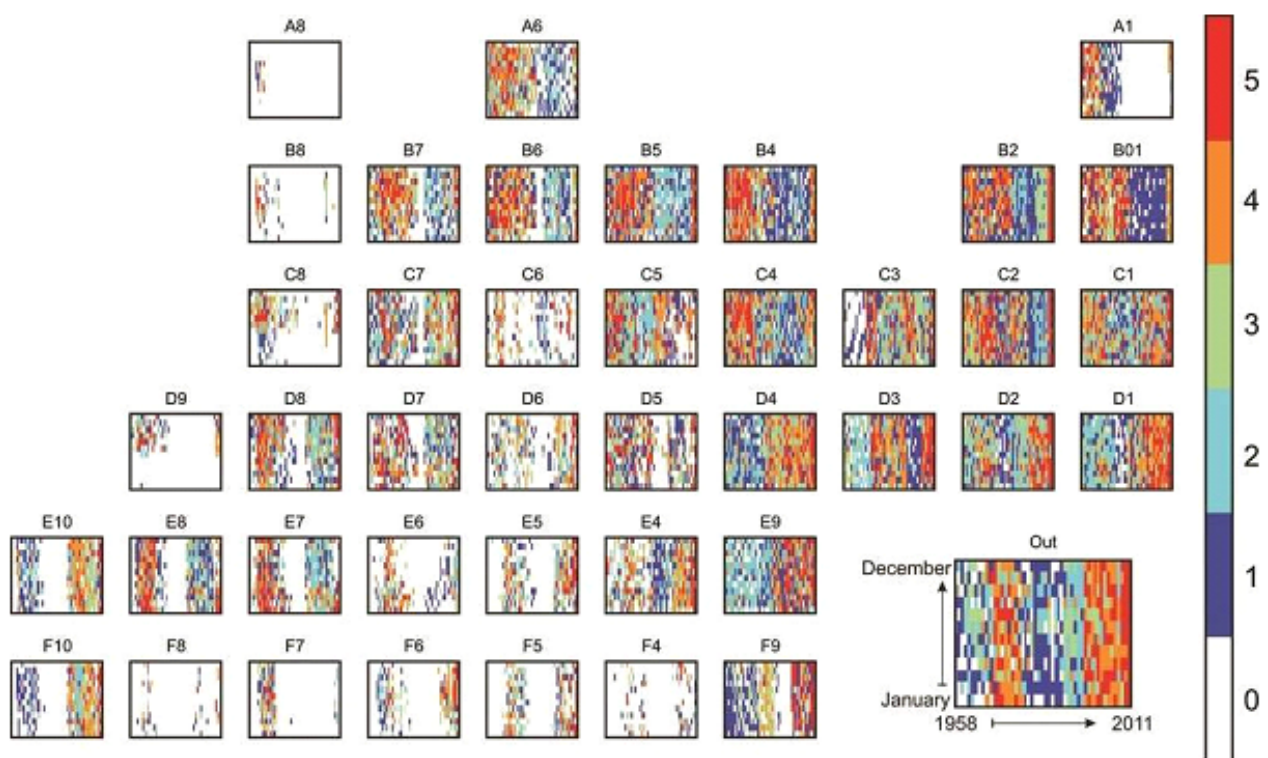 A8 A6 A1
B8 B7 B6 B5 B4 B2 B01
C8 C7 C6 C5 C4 C3 C2 C1
D9 D8 D7 D6 D5 D4 D3 D2 D1
E10 E8 E7 E6 E5 E4 E9
Out
December
F10 F8 F7 F6 F5 F4 F9
January
1958 2011
5
4
3
2
1
0